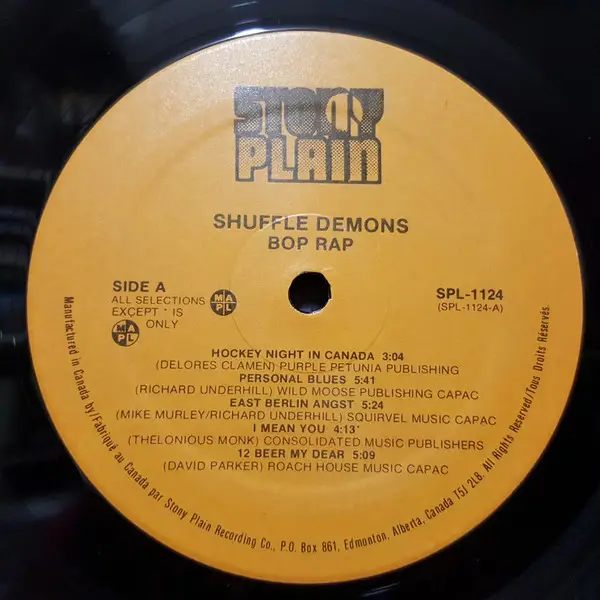 STONY
PLAIN
SHUFFLE DEMONS
BOP RAP
SIDE A
ALL SELECTIONS
EXCEPT * IS
ONLY
MAPL
MAPL
SPL-1124
(SPL-1124-A)
HOCKEY NIGHT IN CANADA 3:04
(DELORES CLAMEN) PURPLE PETUNIA PUBLISHING
PERSONAL BLUES 5:41
(RICHARD UNDERHILL) WILD MOOSE PUBLISHING CAPAC
EAST BERLIN ANGST 5:24
(MIKE MURLEY/RICHARD UNDERHILL) SQUIRVEL MUSIC CAPAC
I MEAN YOU 4:13*
(THELONIOUS MONK) CONSOLIDATED MUSIC PUBLISHERS
12 BEER MY DEAR 5:09
(DAVID PARKER) ROACH HOUSE MUSIC CAPAC
Manufactured in Canada by/Fabriqué au Canada par Stony Plain Recording Co., P.O. Box 861, Edmonton, Alberta, Canada T5J 2L8. All Rights Reserved/Tous Droits Résérvés.